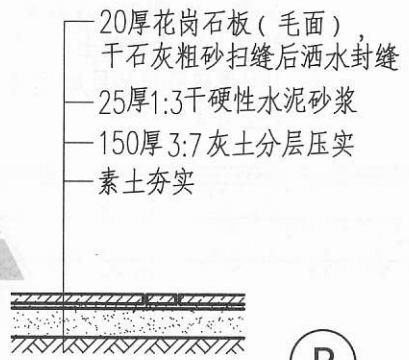 20厚花岗石板(毛面),
干石灰粗砂扫缝后洒水封缝
25厚1:3干硬性水泥砂浆
150厚3:7灰土分层压实
素土夯实